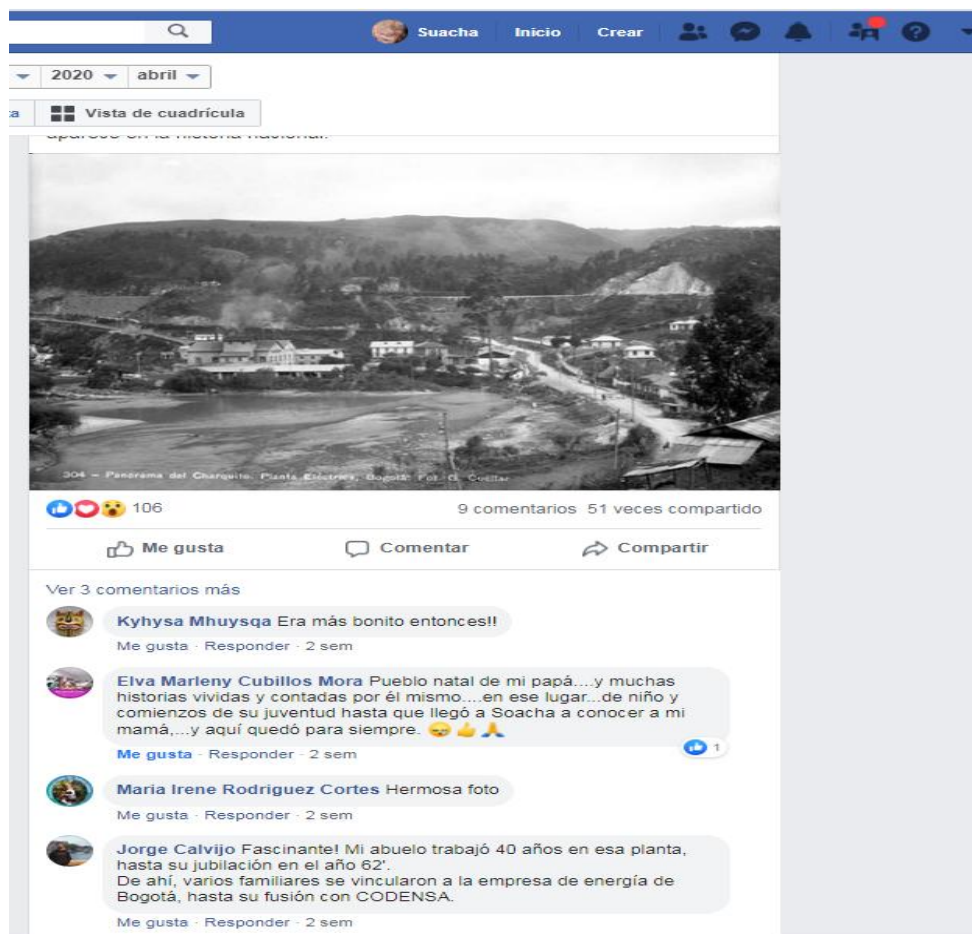 Suacha Inicio Crear
2020 abril
Vista de cuadrícula
304 - Panorama del Charquito. Planta Eléctrica, Bogotá. Fot. G. Cuéllar
106 9 comentarios 51 veces compartido
Me gusta Comentar Compartir
Ver 3 comentarios más
Kyhysa Mhuysqa Era más bonito entonces!!
Me gusta · Responder · 2 sem
Elva Marleny Cubillos Mora Pueblo natal de mi papá....y muchas
historias vividas y contadas por él mismo....en ese lugar...de niño y
comienzos de su juventud hasta que llegó a Soacha a conocer a mi
mamá,...y aquí quedó para siempre.
Me gusta · Responder · 2 sem 1
Maria Irene Rodriguez Cortes Hermosa foto
Me gusta · Responder · 2 sem
Jorge Calvijo Fascinante! Mi abuelo trabajó 40 años en esa planta,
hasta su jubilación en el año 62'.
De ahí, varios familiares se vincularon a la empresa de energía de
Bogotá, hasta su fusión con CODENSA.
Me gusta · Responder · 2 sem